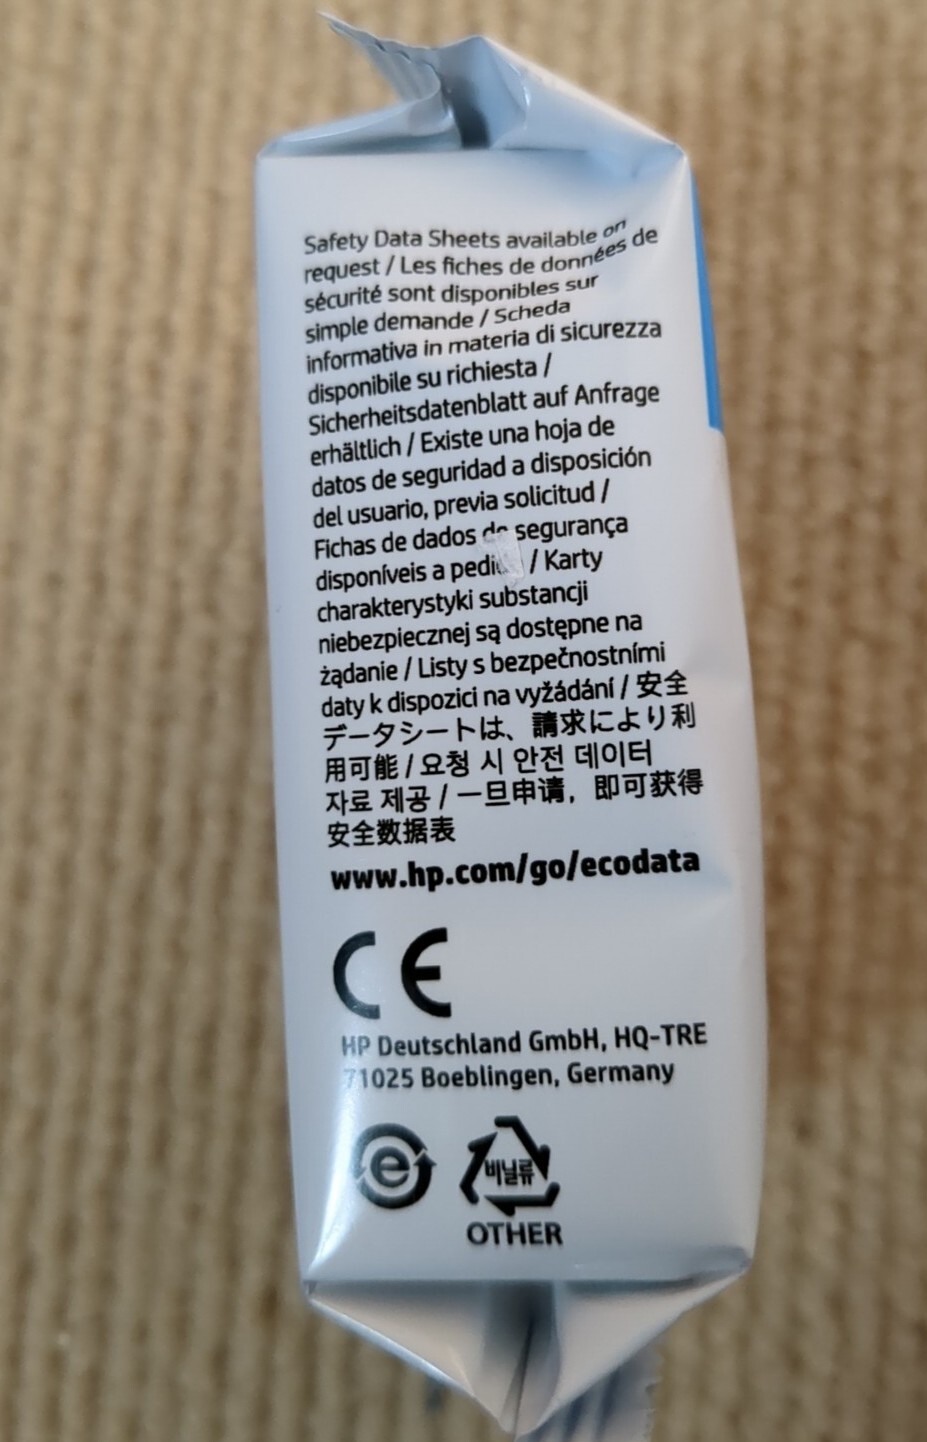 Safety Data Sheets available on
request / Les fiches de données de
sécurité sont disponibles sur
simple demande / Scheda
informativa in materia di sicurezza
disponibile su richiesta /
Sicherheitsdatenblatt auf Anfrage
erhältlich / Existe una hoja de
datos de seguridad a disposición
del usuario, previa solicitud /
Fichas de dados de segurança
disponíveis a / Karty
charakterystyki substancji
niebezpiecznej są dostępne na
żądanie / Listy s bezpečnostními
daty k dispozici na vyžádání / 安全
データシートは、請求により利
用可能 / 요청 시 안전 데이터
자료 제공 / 一旦申请，即可获得
安全数据表
www.hp.com/go/ecodata
CE
HP Deutschland GmbH, HQ-TRE
71025 Boeblingen, Germany
e
비닐류
OTHER